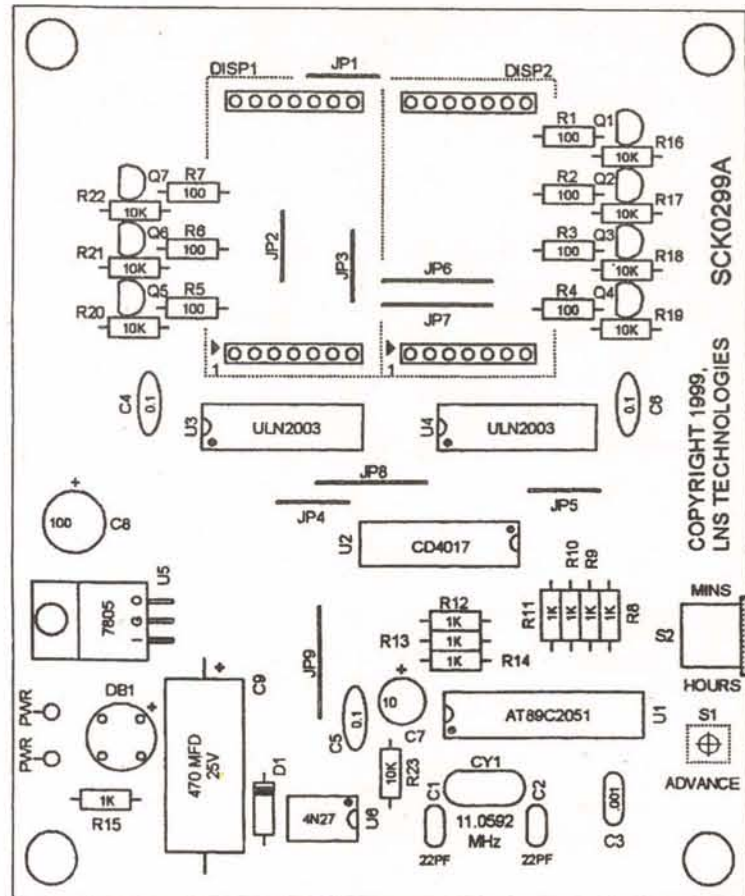 JP1
DISP1
DISP2
R1
100
Q1
R16
10K
Q7
R7
100
R22
10K
R2
100
Q2
R17
10K
Q6
R6
100
R21
10K
JP2
JP3
R3
100
Q3
R18
10K
JP6
Q5
R5
100
R20
10K
JP7
R4
100
Q4
R19
10K
1
1
SCK0299A
COPYRIGHT 1999,
LNS TECHNOLOGIES
C4
0.1
U3
ULN2003
U4
ULN2003
C6
0.1
JP8
JP4
JP5
+
100
C8
U2
CD4017
R10
R9
U5
7805
O
G
I
R12
1K
R13
1K
1K
R14
R11
1K
1K
1K
1K
R8
MINS
S2
HOURS
JP9
+
C9
470 MFD
25V
DB1
+
PWR
PWR
+
10
C7
C5
0.1
AT89C2051
U1
S1
ADVANCE
R23
10K
CY1
11.0592
MHz
C1
22PF
C2
22PF
.001
C3
1K
R15
D1
4N27
U6